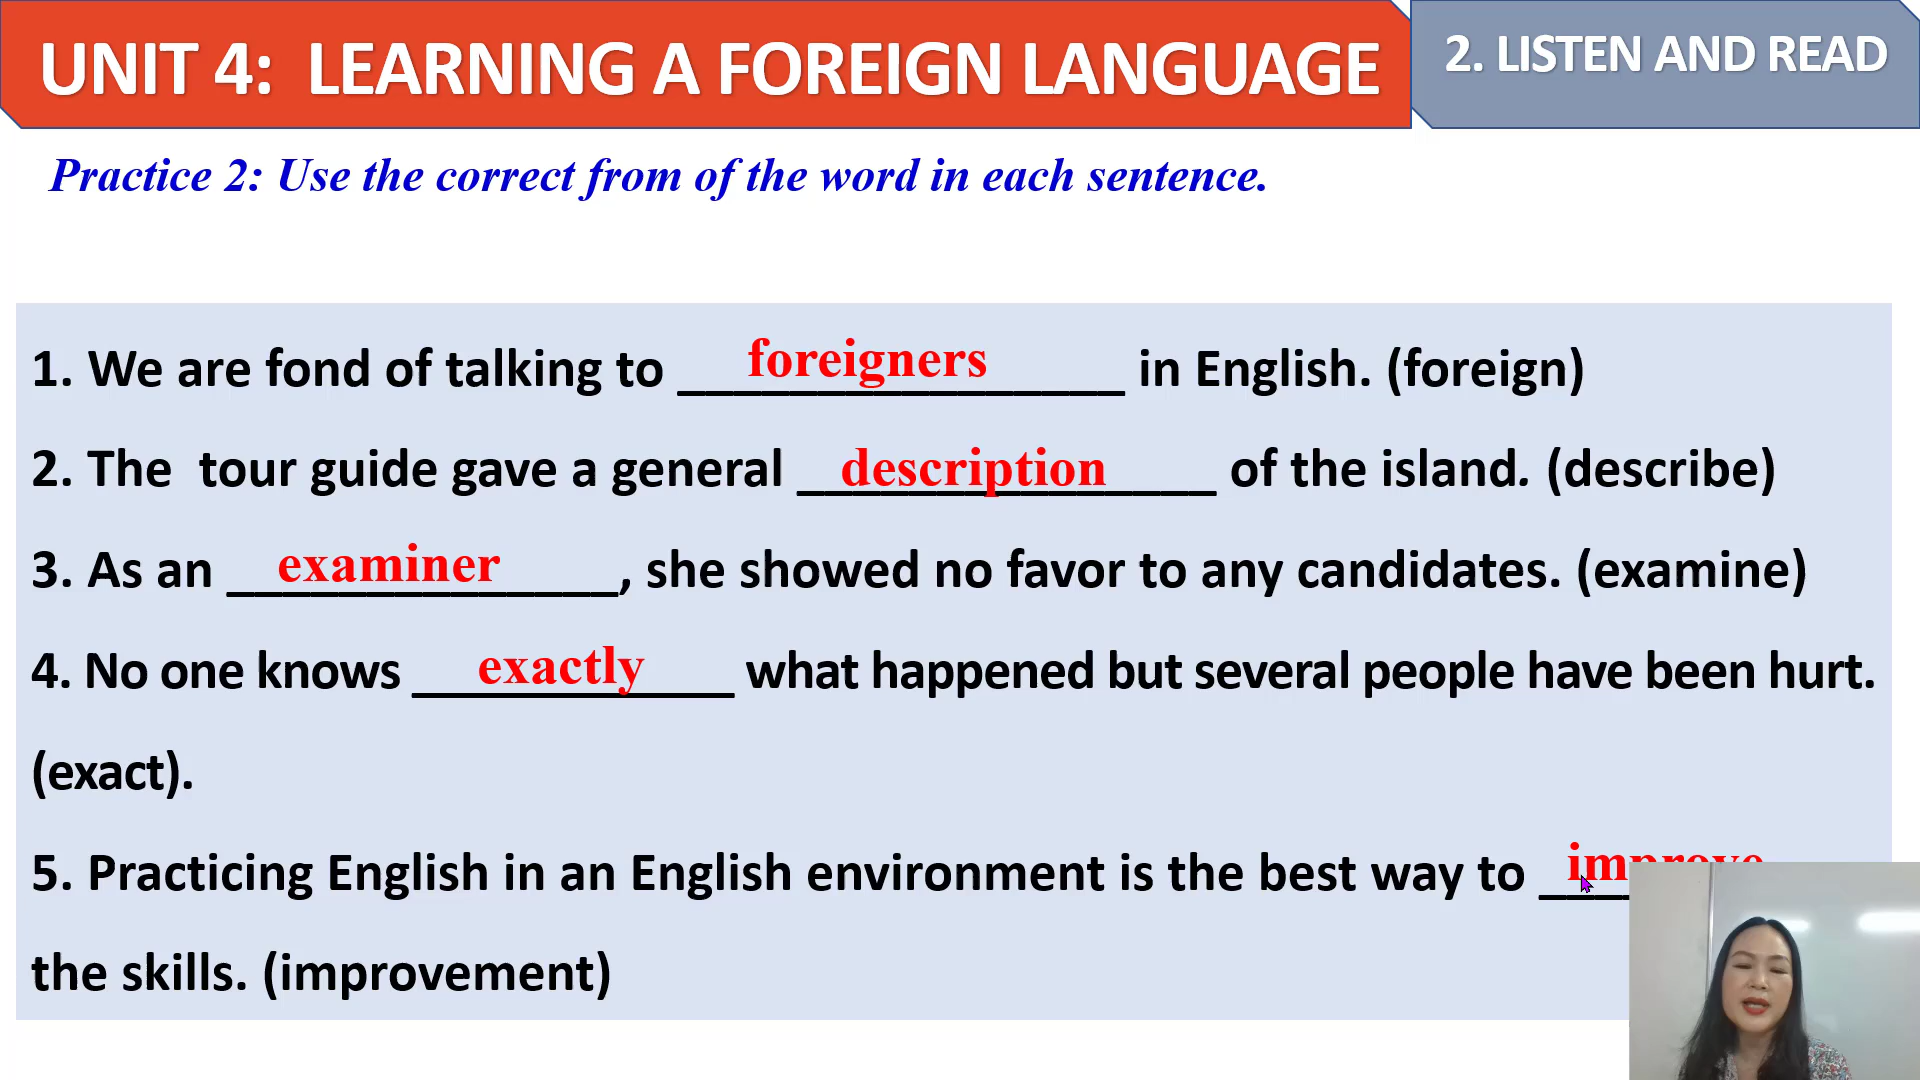 UNIT 4: LEARNING A FOREIGN LANGUAGE
2. LISTEN AND READ
Practice 2: Use the correct from of the word in each sentence.
1. We are fond of talking to foreigners in English. (foreign)
2. The tour guide gave a general description of the island. (describe)
3. As an examiner, she showed no favor to any candidates. (examine)
4. No one knows exactly what happened but several people have been hurt.
(exact).
5. Practicing English in an English environment is the best way to improve
the skills. (improvement)